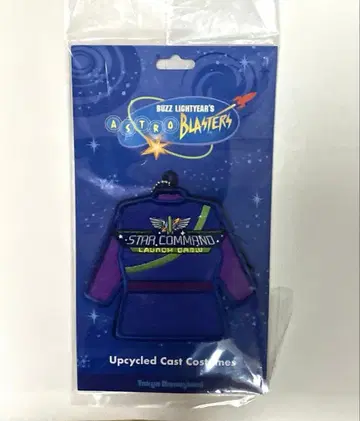 BUZZ LIGHTYEAR'S
ASTRO BLASTERS
STAR COMMAND
LAUNCH CREW
Upcycled Cast Costumes
Tokyo Disneyland